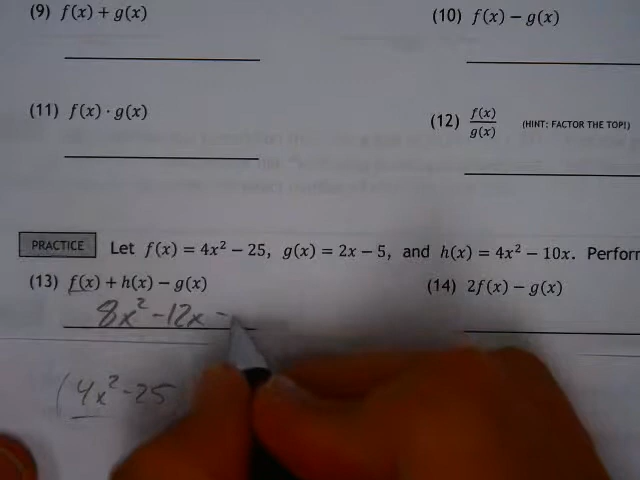 (9) f(x) + g(x)
(10) f(x) − g(x)
(11) f(x) · g(x)
(12) f(x)/g(x) (HINT: FACTOR THE TOP!)
PRACTICE Let f(x) = 4x² − 25, g(x) = 2x − 5, and h(x) = 4x² − 10x. Perfor
(13) f(x) + h(x) − g(x)
(14) 2f(x) − g(x)
8x² −12x −
(4x² −25